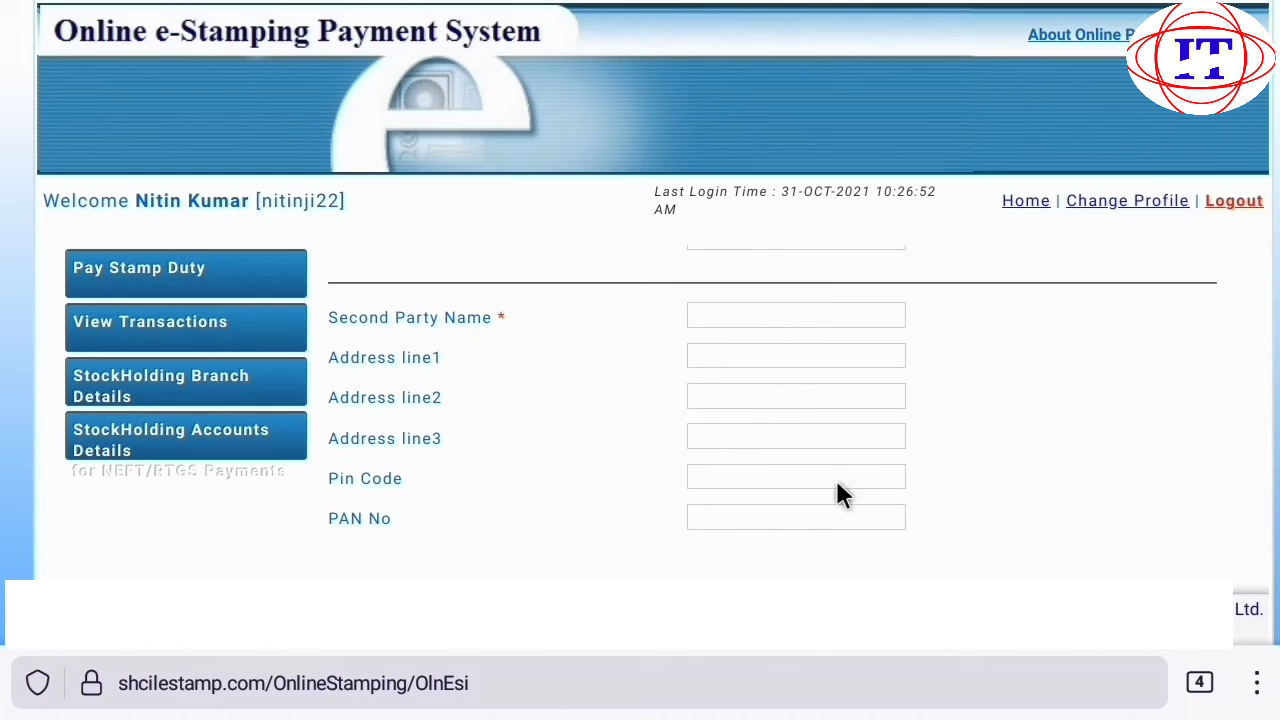 Online e-Stamping Payment System
About Online P
IT
Welcome Nitin Kumar [nitinji22]
Last Login Time : 31-OCT-2021 10:26:52
AM
Home | Change Profile | Logout
Pay Stamp Duty
View Transactions
StockHolding Branch
Details
StockHolding Accounts
Details
for NEFT/RTGS Payments
Second Party Name *
Address line1
Address line2
Address line3
Pin Code
PAN No
Ltd.
shcilestamp.com/OnlineStamping/OlnEsi
4